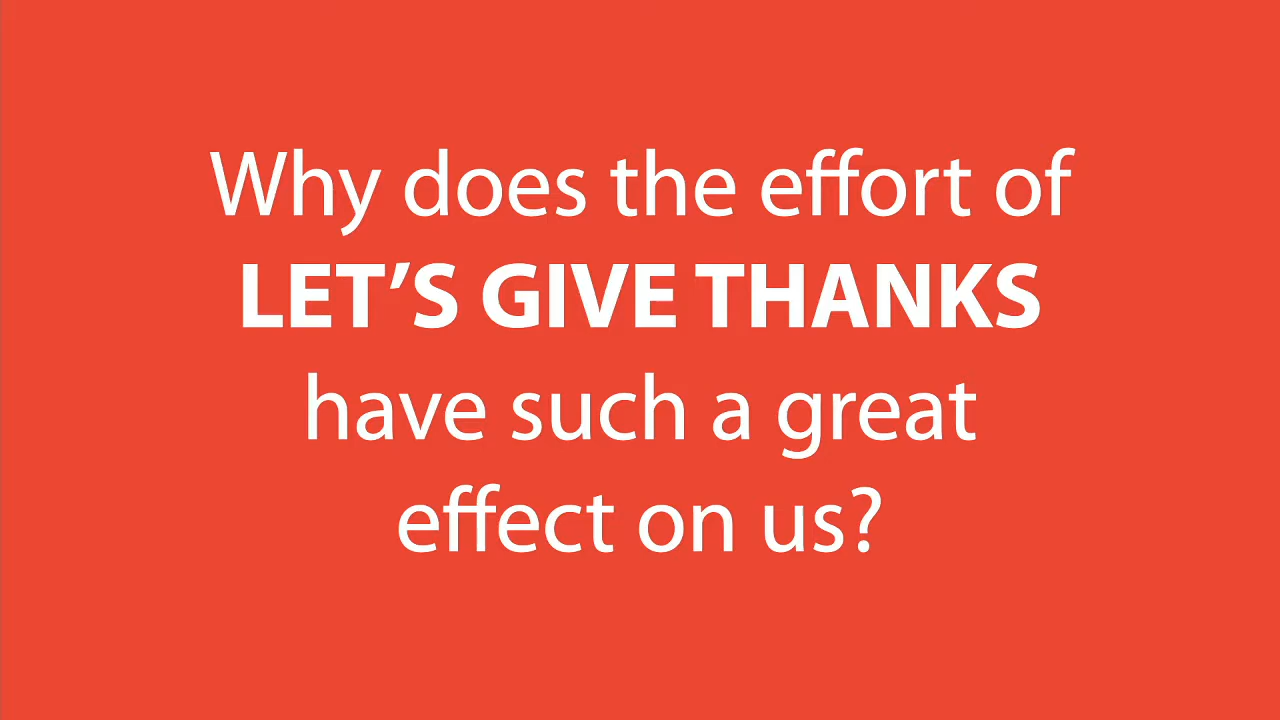 Why does the effort of
LET’S GIVE THANKS
have such a great
effect on us?